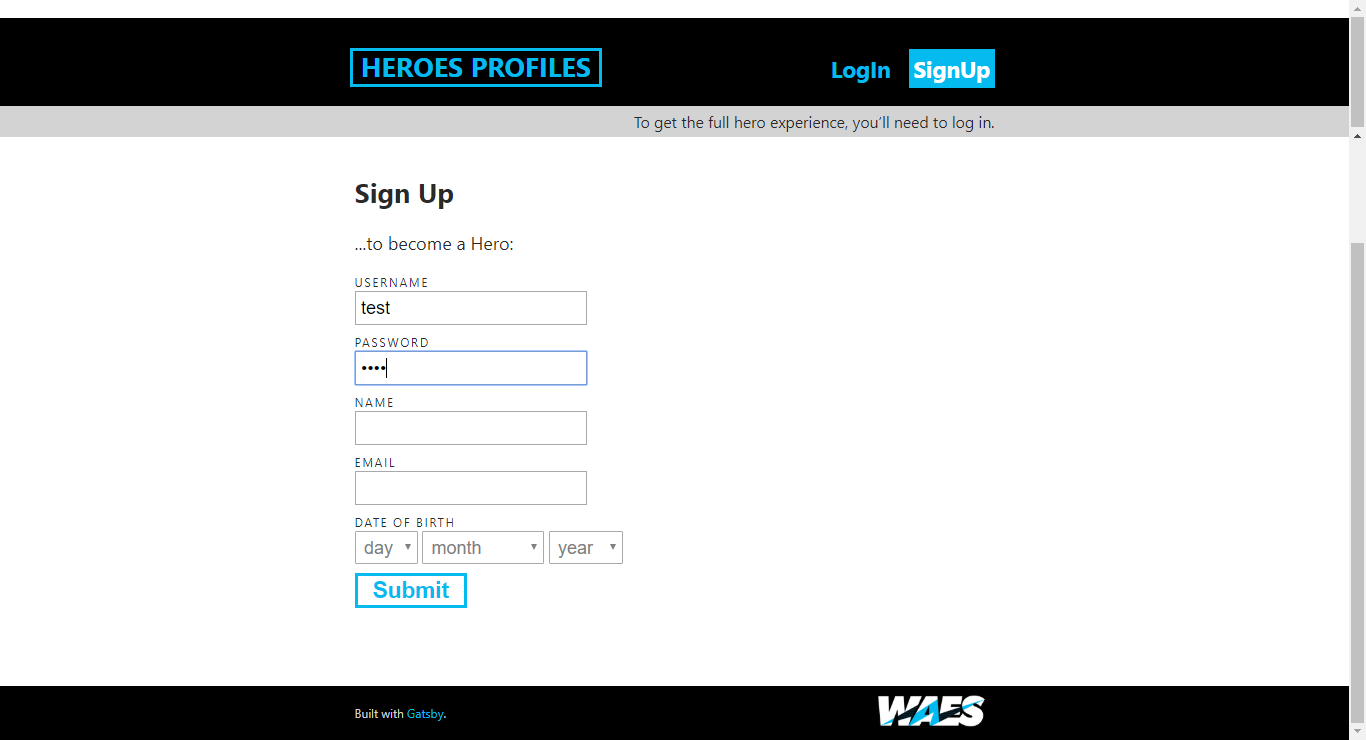 HEROES PROFILES
LogIn SignUp
To get the full hero experience, you'll need to log in.
Sign Up
...to become a Hero:
USERNAME
test
PASSWORD
••••
NAME
EMAIL
DATE OF BIRTH
day month year
Submit
Built with Gatsby.
WAES